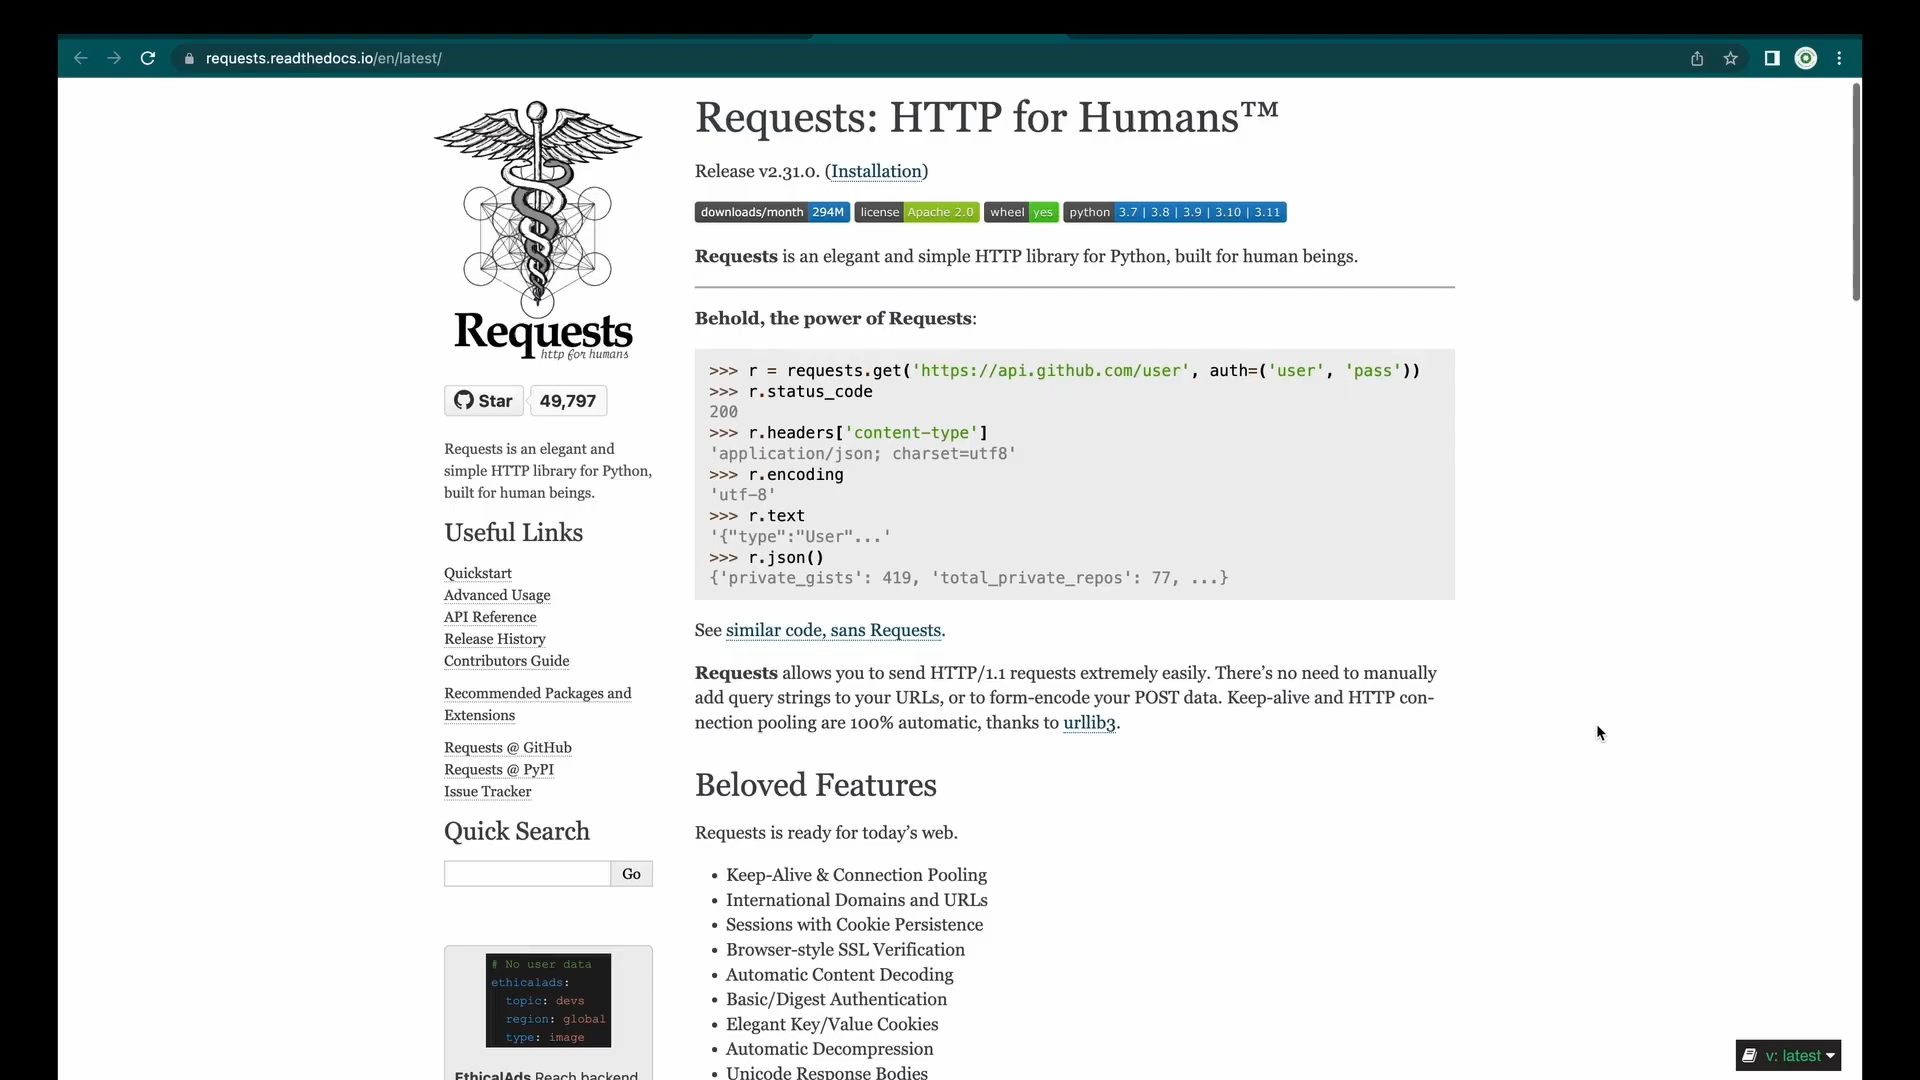 requests.readthedocs.io/en/latest/
Requests
http for humans
Star 49,797
Requests is an elegant and
simple HTTP library for Python,
built for human beings.
Useful Links
Quickstart
Advanced Usage
API Reference
Release History
Contributors Guide
Recommended Packages and
Extensions
Requests @ GitHub
Requests @ PyPI
Issue Tracker
Quick Search
Go
# No user data
ethicalads:
topic: devs
region: global
type: image
EthicalAds Reach backend
Requests: HTTP for Humans™
Release v2.31.0. (Installation)
downloads/month 294M license Apache 2.0 wheel yes python 3.7 | 3.8 | 3.9 | 3.10 | 3.11
Requests is an elegant and simple HTTP library for Python, built for human beings.
Behold, the power of Requests:
>>> r = requests.get('https://api.github.com/user', auth=('user', 'pass'))
>>> r.status_code
200
>>> r.headers['content-type']
'application/json; charset=utf8'
>>> r.encoding
'utf-8'
>>> r.text
'{"type":"User"...'
>>> r.json()
{'private_gists': 419, 'total_private_repos': 77, ...}
See similar code, sans Requests.
Requests allows you to send HTTP/1.1 requests extremely easily. There’s no need to manually
add query strings to your URLs, or to form-encode your POST data. Keep-alive and HTTP con-
nection pooling are 100% automatic, thanks to urllib3.
Beloved Features
Requests is ready for today’s web.
• Keep-Alive & Connection Pooling
• International Domains and URLs
• Sessions with Cookie Persistence
• Browser-style SSL Verification
• Automatic Content Decoding
• Basic/Digest Authentication
• Elegant Key/Value Cookies
• Automatic Decompression
• Unicode Response Bodies
v: latest